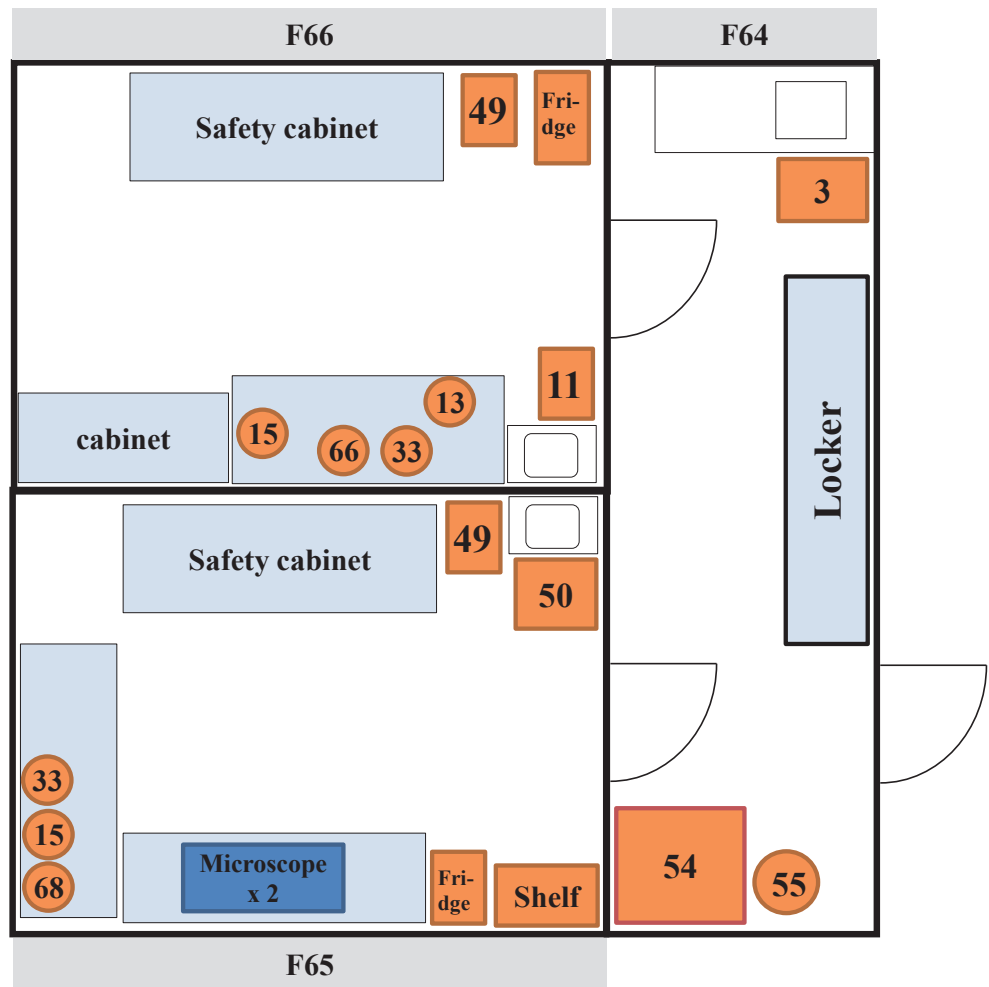 F66
F64
Safety cabinet
49
Fri-
dge
3
11
13
15
66
33
cabinet
Locker
Safety cabinet
49
50
33
15
68
Microscope
x 2
Fri-
dge
Shelf
54
55
F65